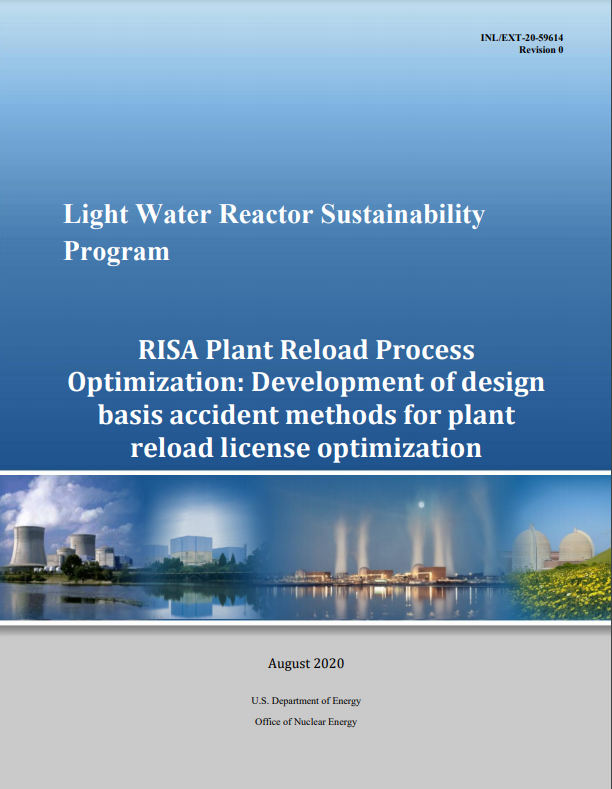 INL/EXT-20-59614
Revision 0
Light Water Reactor Sustainability
Program
RISA Plant Reload Process
Optimization: Development of design
basis accident methods for plant
reload license optimization
August 2020
U.S. Department of Energy
Office of Nuclear Energy